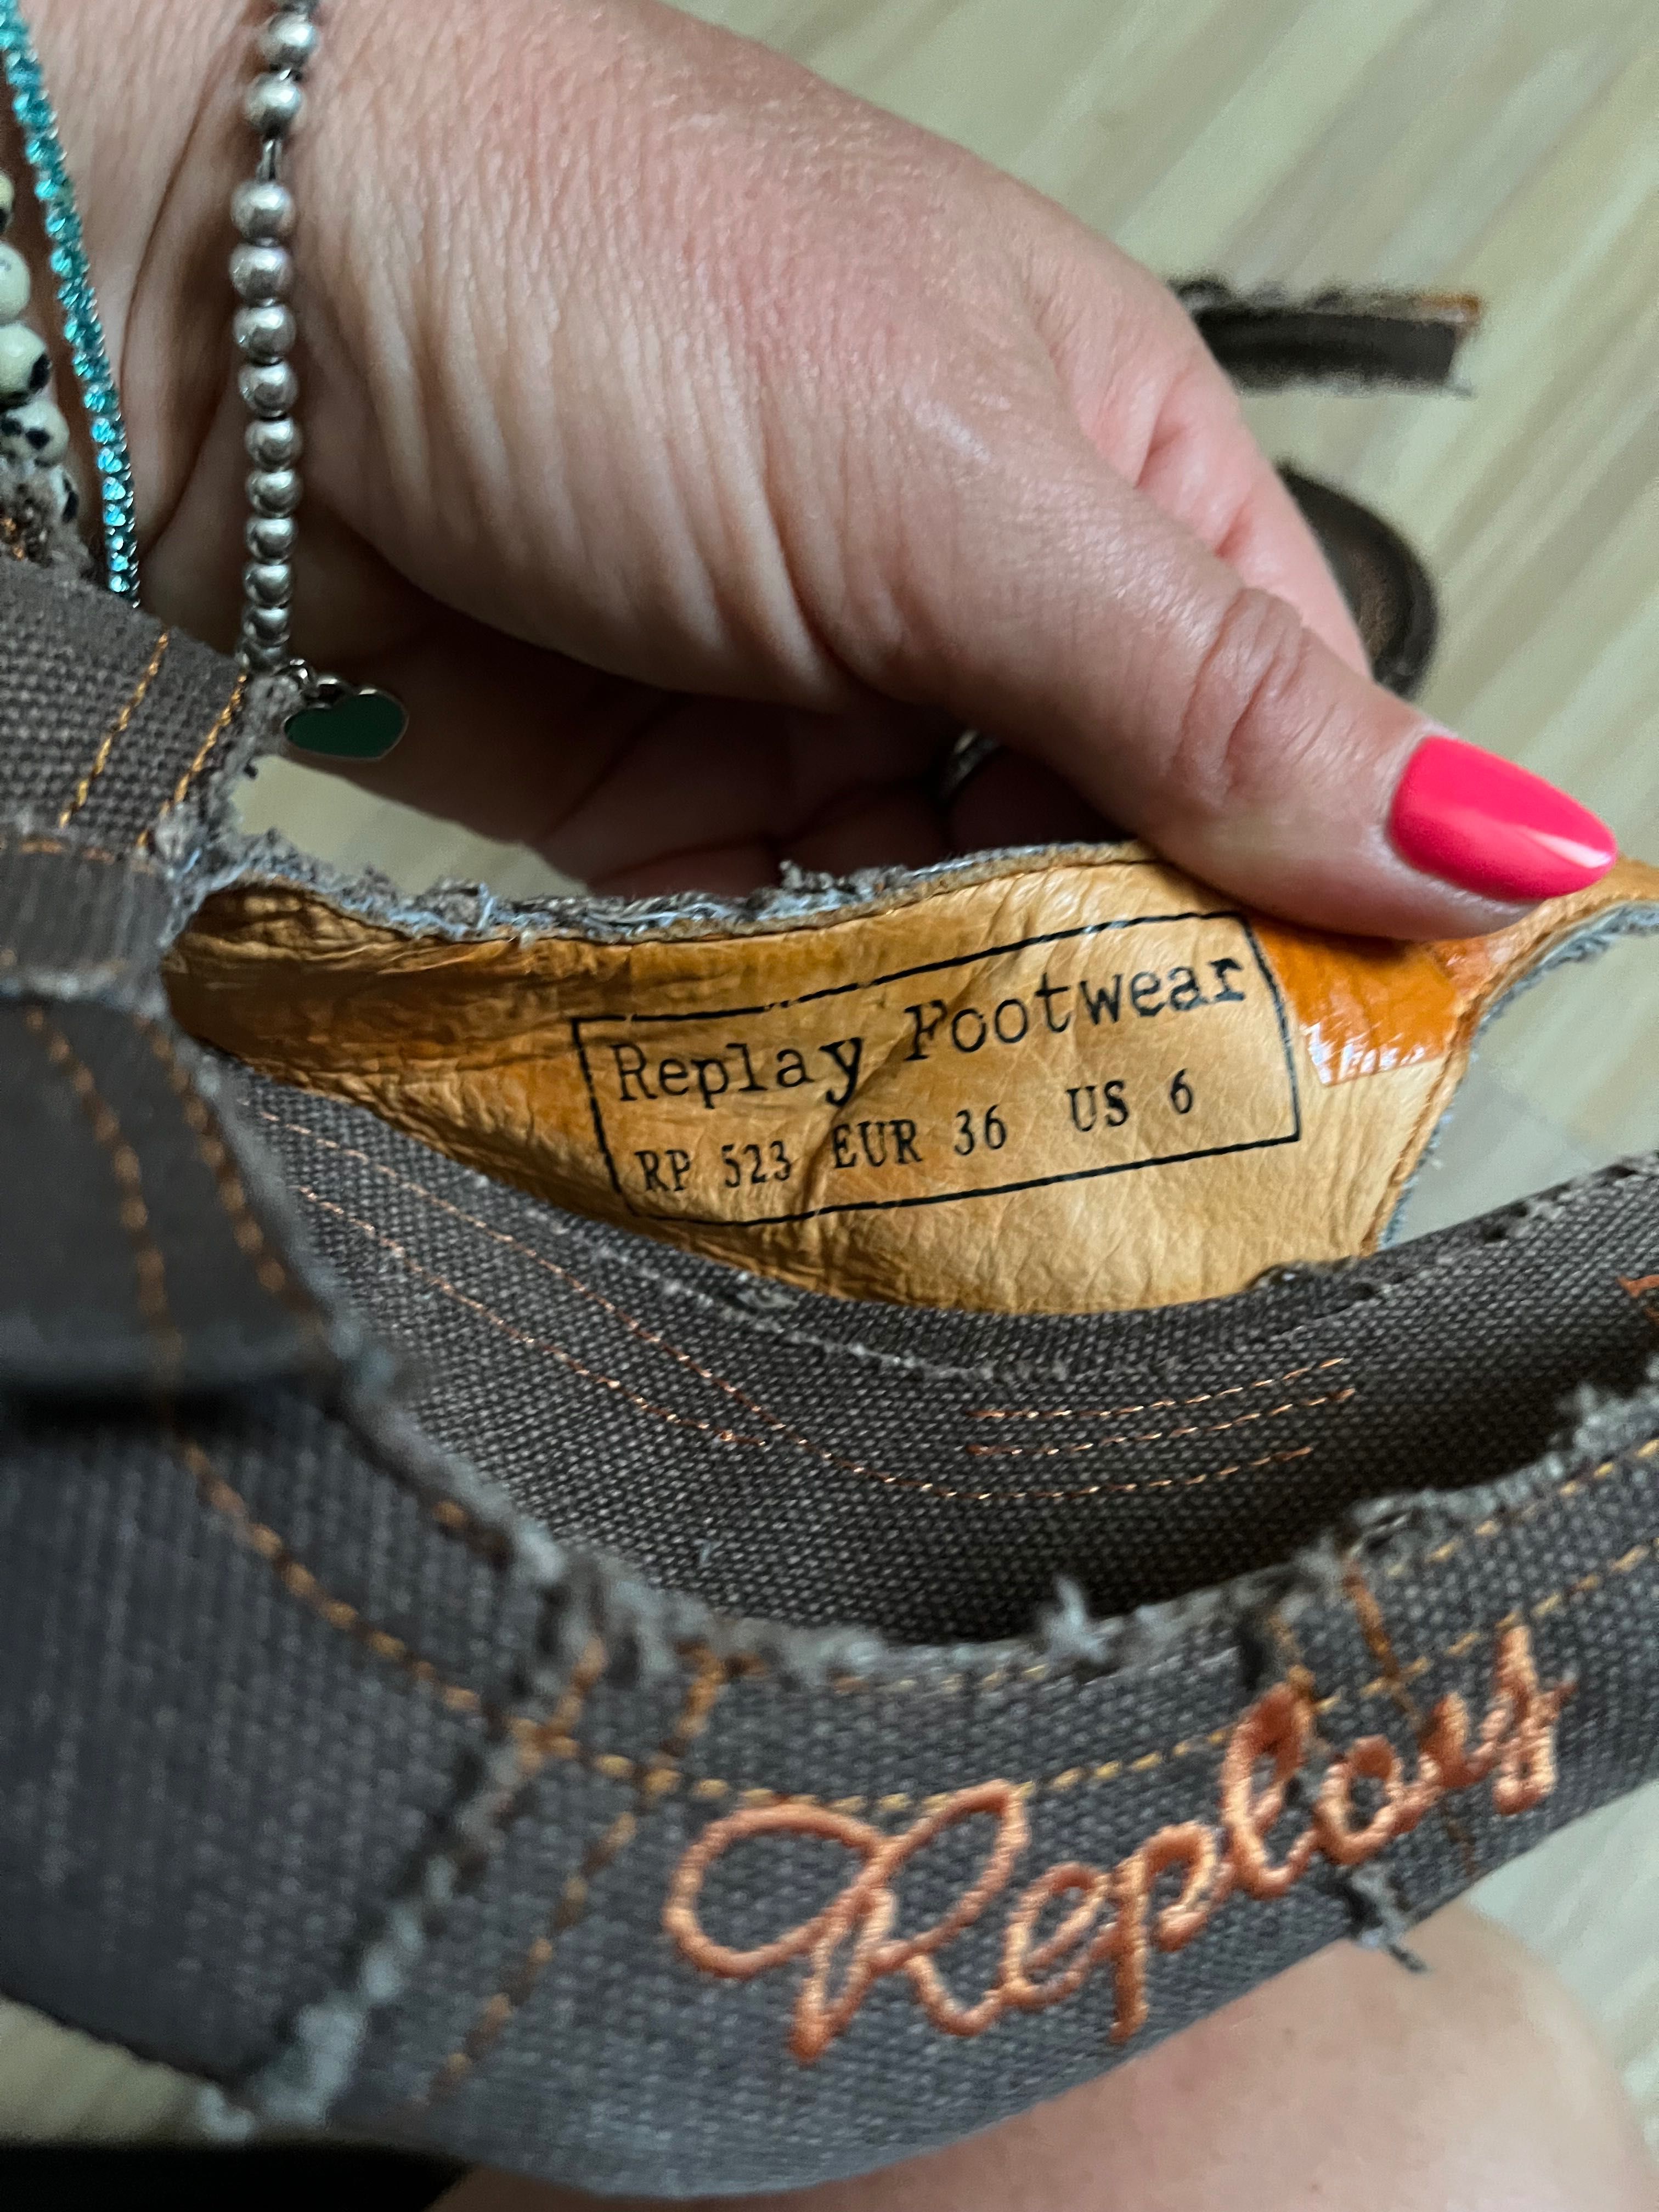 Replay Footwear
RP 523 EUR 36 US 6
Replay